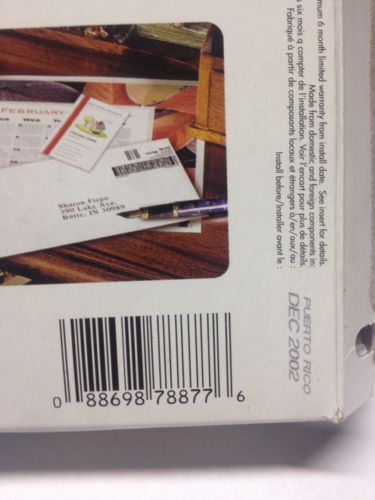 FEBRUARY
Sharon Firpo
390 Lake Ave.
Butte, IN 30989
6 month limited warranty from install date. See insert for details.
Made from domestic and foreign components in:
six mois à compter de l'installation. Voir l'encart pour plus de détails.
Fabriqué à partir de composants locaux et étrangers à/en/aux/au :
Install before/Installer avant le :
PUERTO RICO
DEC 2002
0 88698 78877 6